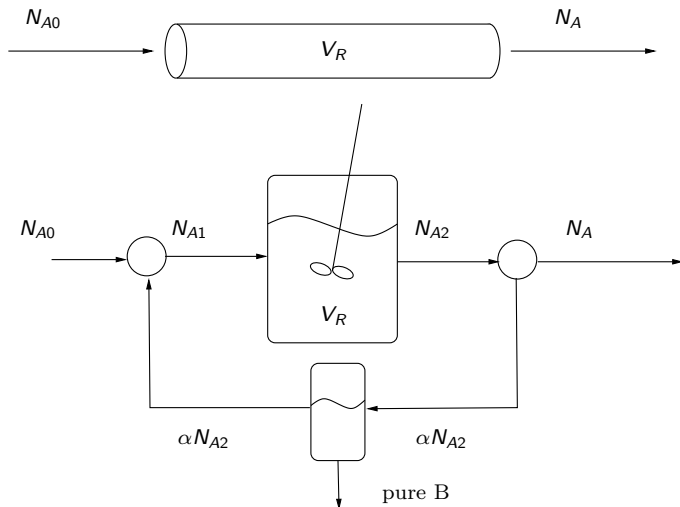 N_{A0} V_R N_A
N_{A0} N_{A1} N_{A2} N_A
V_R
αN_{A2} αN_{A2}
pure B